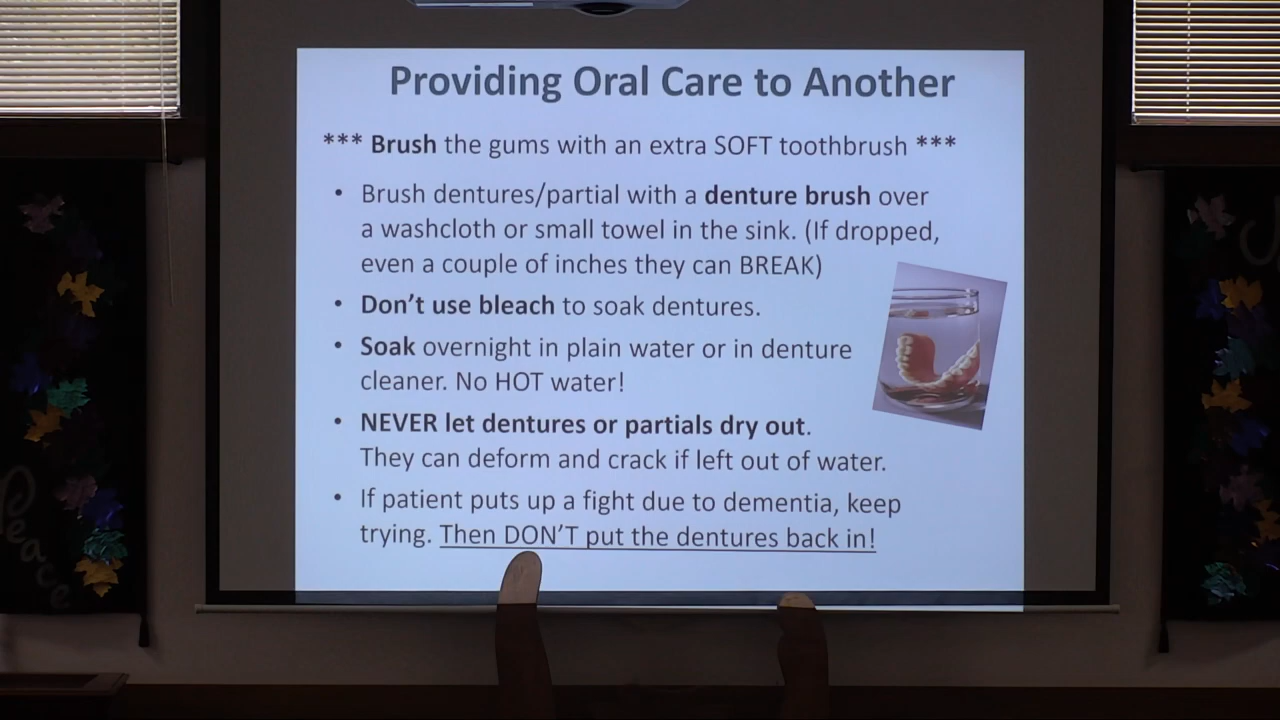 Providing Oral Care to Another
*** Brush the gums with an extra SOFT toothbrush ***
• Brush dentures/partial with a denture brush over
a washcloth or small towel in the sink. (If dropped,
even a couple of inches they can BREAK)
• Don't use bleach to soak dentures.
• Soak overnight in plain water or in denture
cleaner. No HOT water!
• NEVER let dentures or partials dry out.
They can deform and crack if left out of water.
• If patient puts up a fight due to dementia, keep
trying. Then DON'T put the dentures back in!
Peace